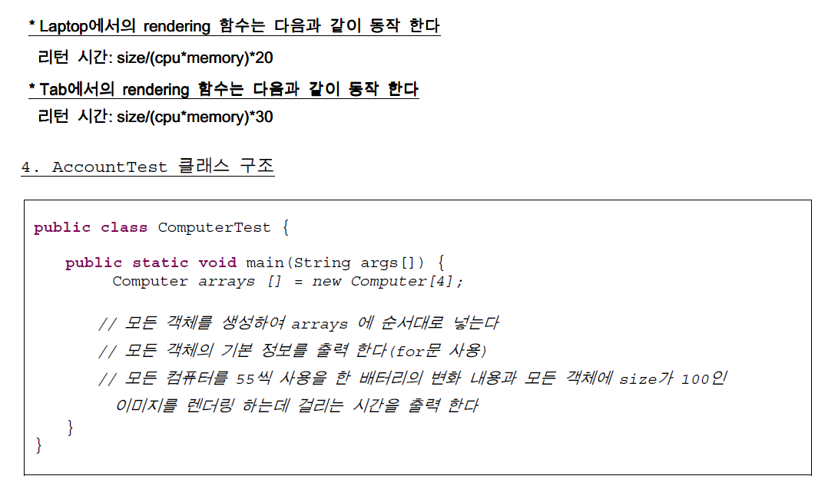 * Laptop에서의 rendering 함수는 다음과 같이 동작 한다
리턴 시간: size/(cpu*memory)*20
* Tab에서의 rendering 함수는 다음과 같이 동작 한다
리턴 시간: size/(cpu*memory)*30
4. AccountTest 클래스 구조
public class ComputerTest {
public static void main(String args[]) {
Computer arrays [] = new Computer[4];
// 모든 객체를 생성하여 arrays 에 순서대로 넣는다
// 모든 객체의 기본 정보를 출력 한다(for문 사용)
// 모든 컴퓨터를 55씩 사용을 한 배터리의 변화 내용과 모든 객체에 size가 100인
이미지를 렌더링 하는데 걸리는 시간을 출력 한다
}
}